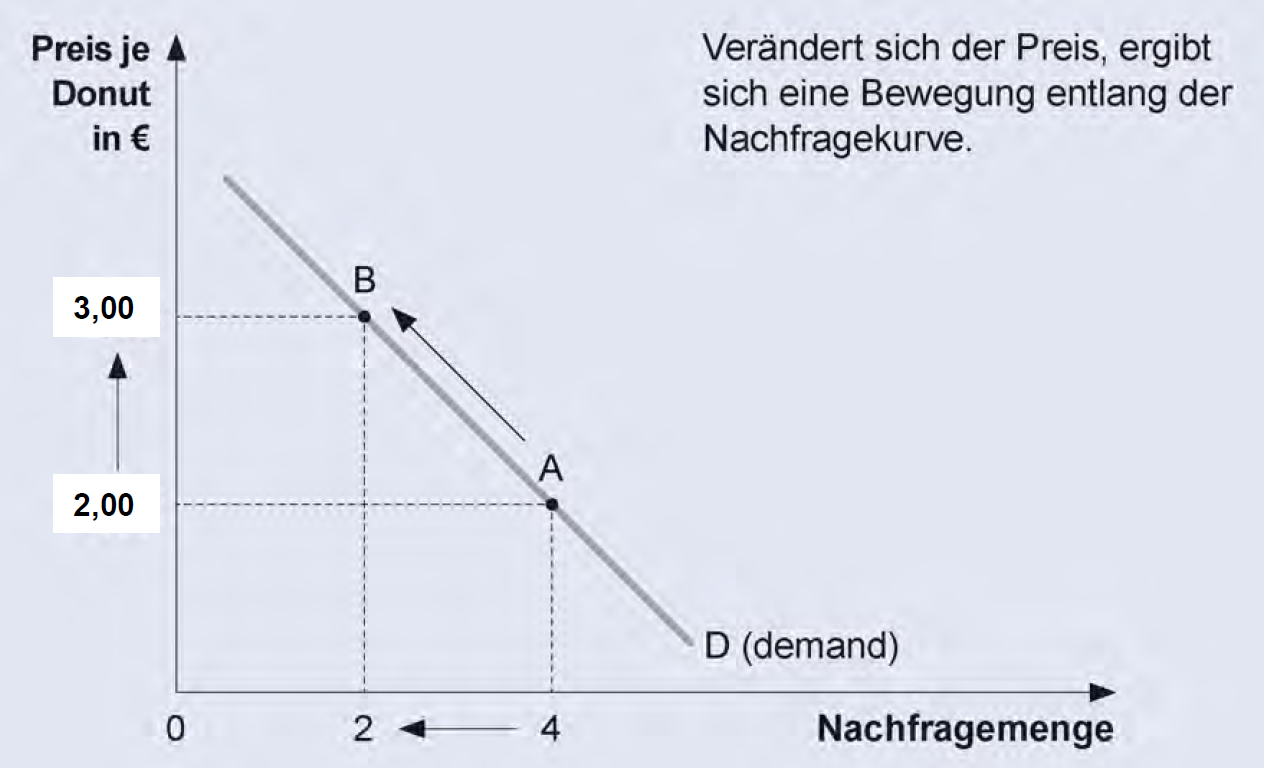 Preis je
Donut
in €
Verändert sich der Preis, ergibt
sich eine Bewegung entlang der
Nachfragekurve.
B
3,00
A
2,00
D (demand)
0 2 4 Nachfragemenge